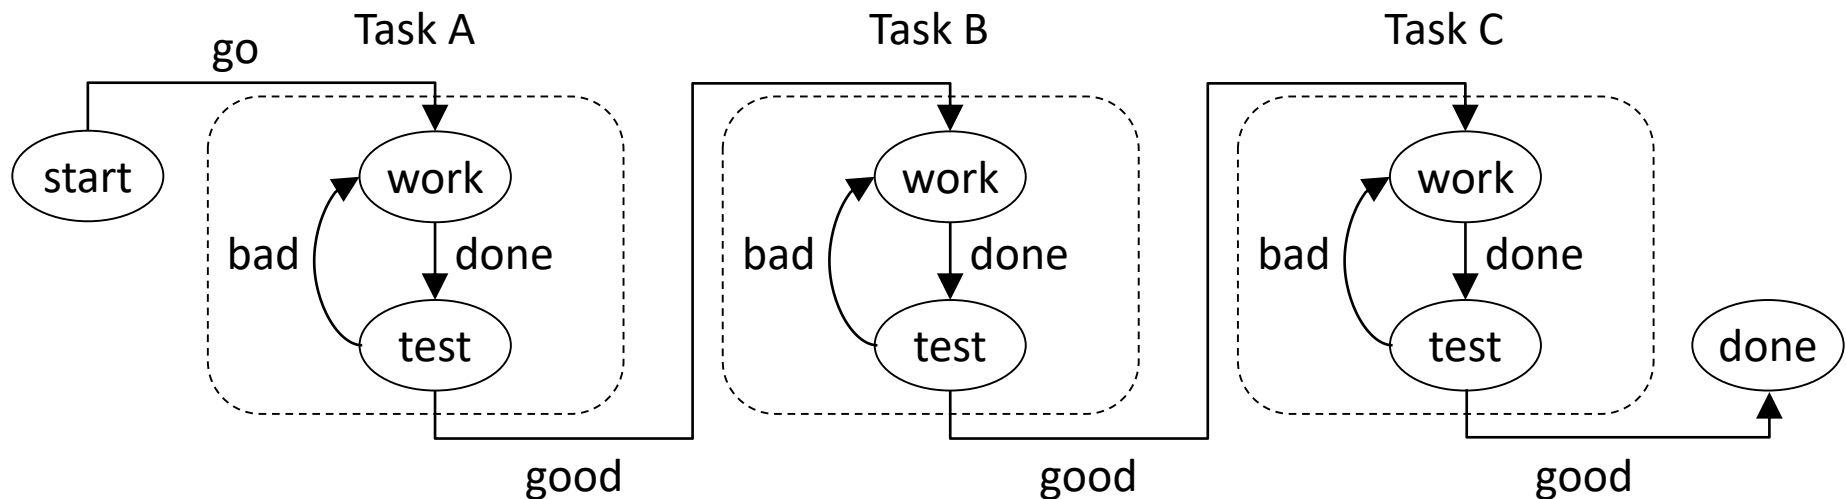 go
Task A
Task B
Task C
start
work
work
work
bad
done
bad
done
bad
done
test
test
test
done
good
good
good